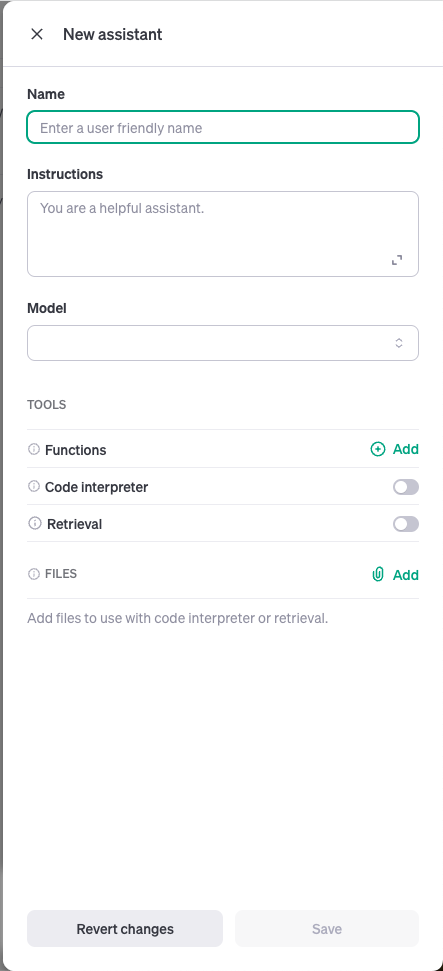 New assistant
Name
Enter a user friendly name
Instructions
You are a helpful assistant.
Model
TOOLS
Functions Add
Code interpreter
Retrieval
FILES Add
Add files to use with code interpreter or retrieval.
Revert changes Save